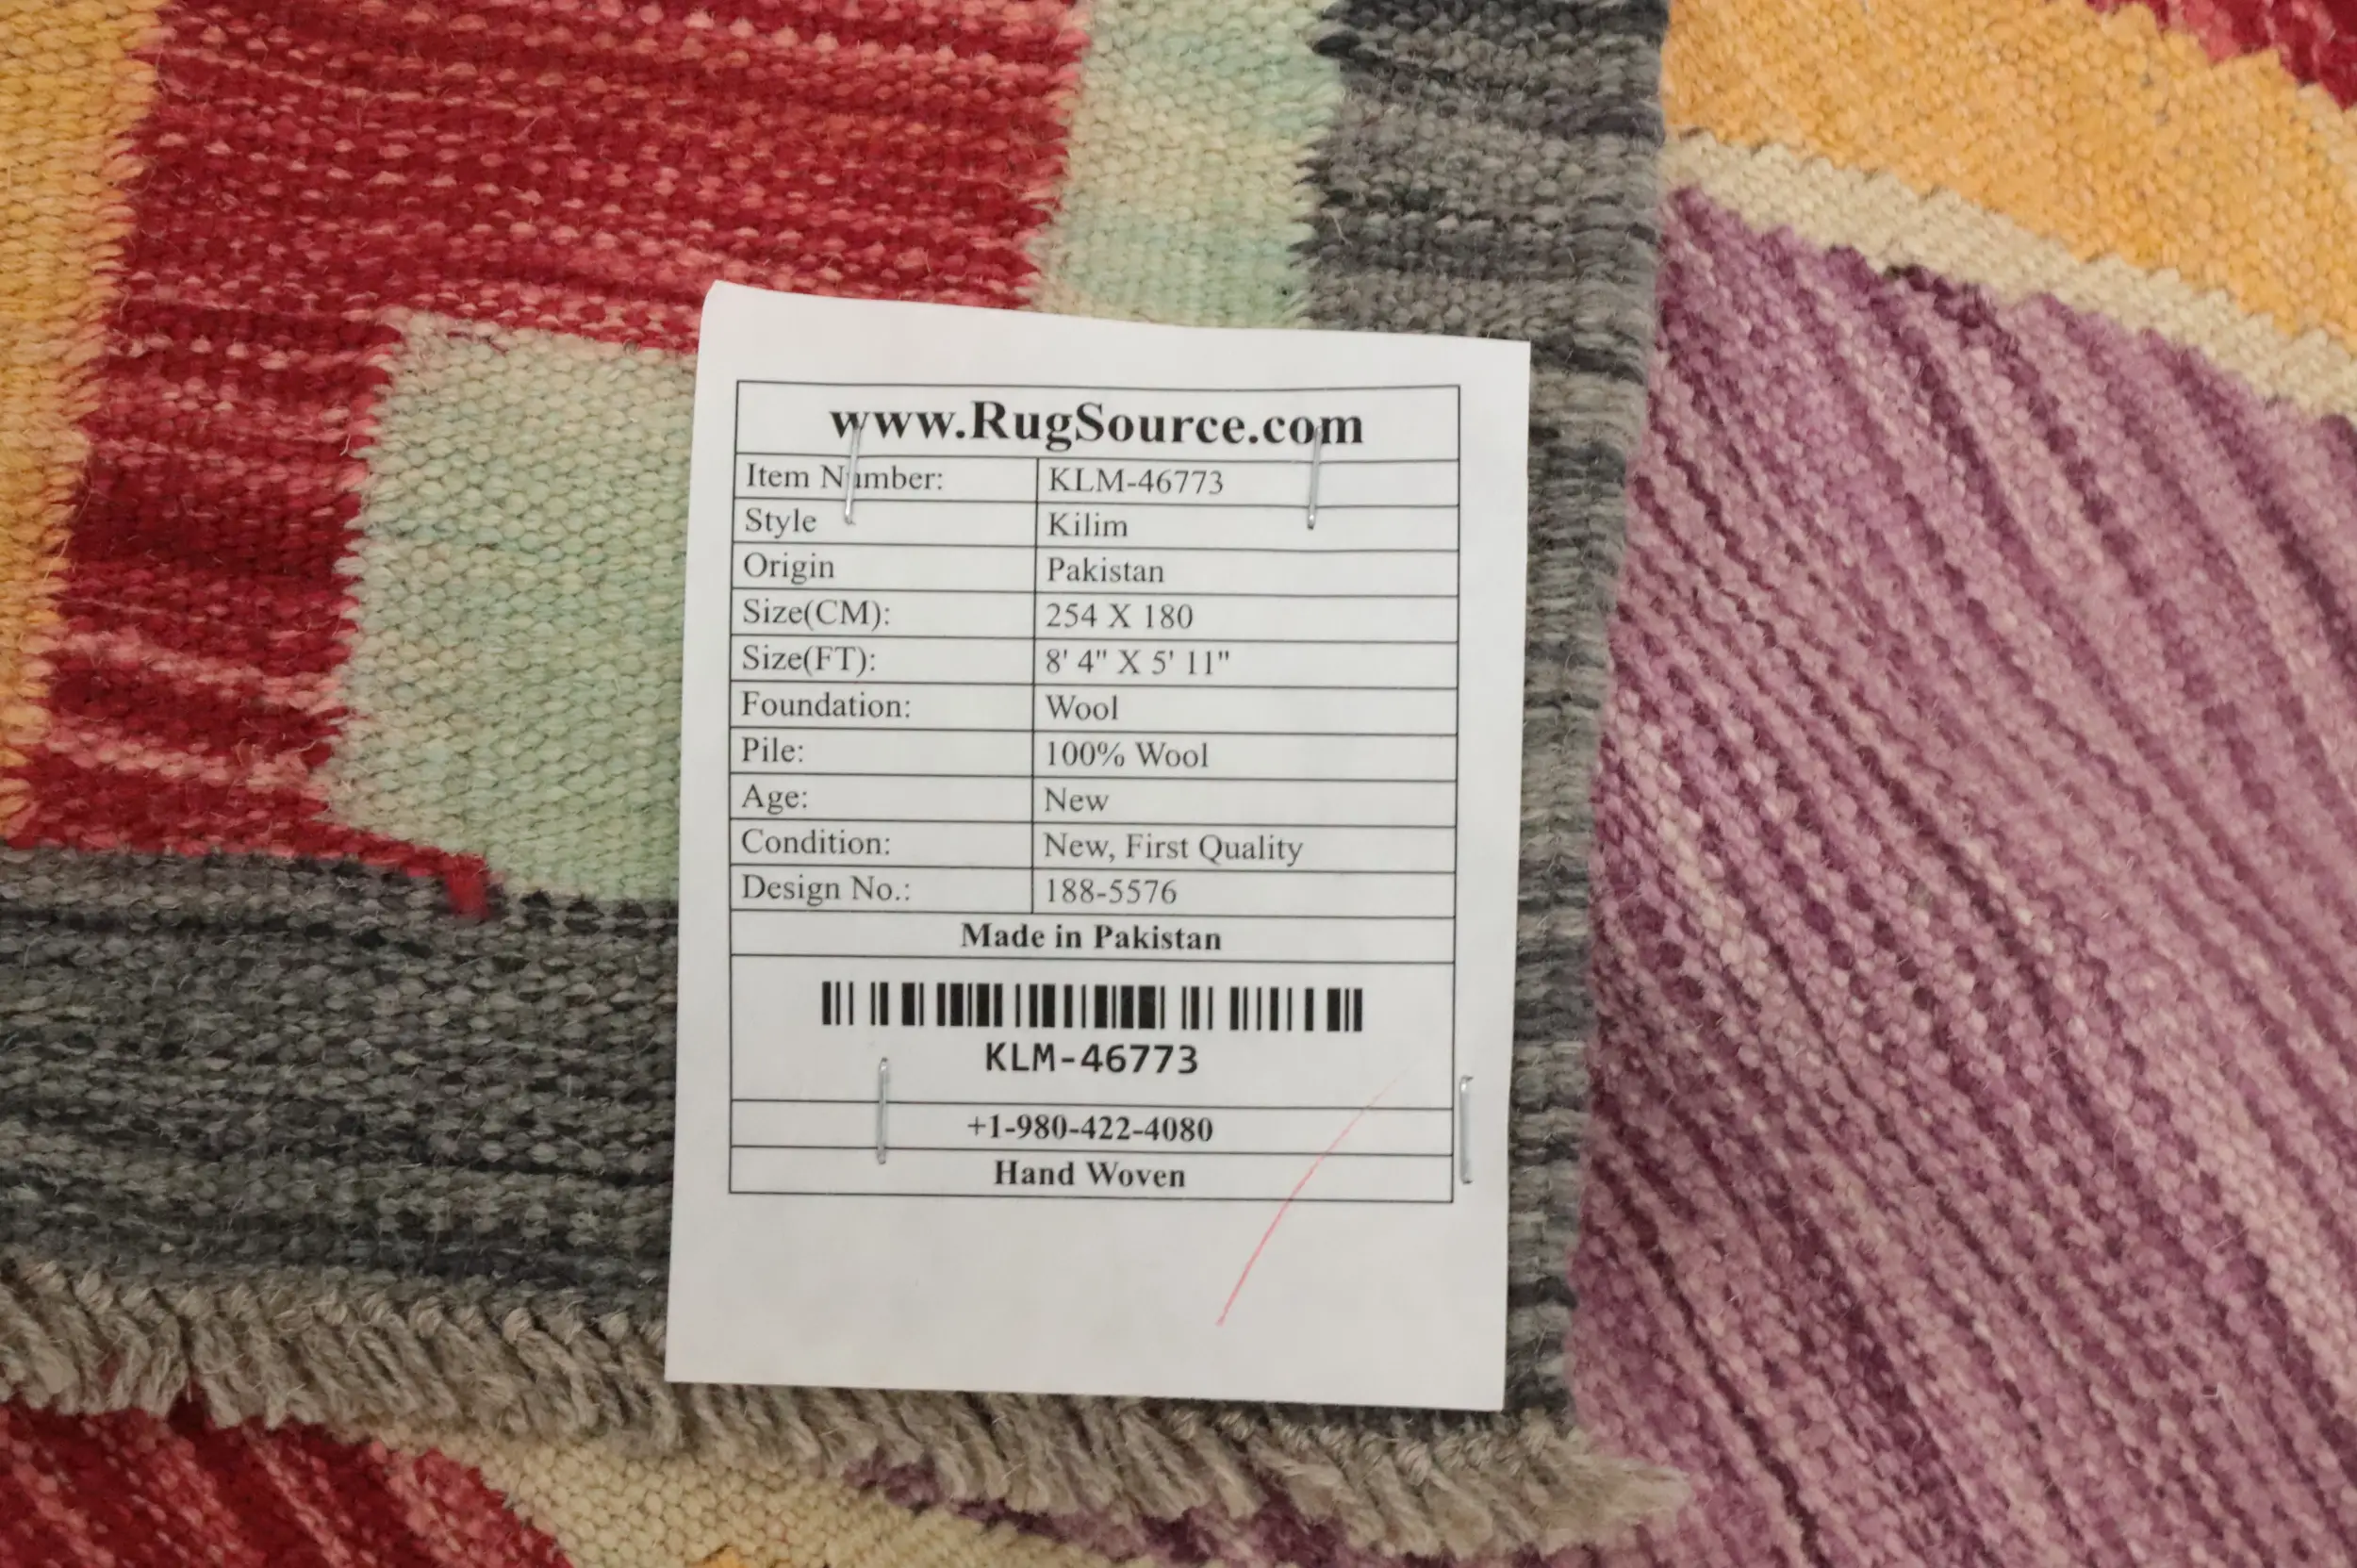 www.RugSource.com
Item Number: KLM-46773
Style Kilim
Origin Pakistan
Size(CM): 254 X 180
Size(FT): 8' 4" X 5' 11"
Foundation: Wool
Pile: 100% Wool
Age: New
Condition: New, First Quality
Design No.: 188-5576
Made in Pakistan
KLM-46773
+1-980-422-4080
Hand Woven